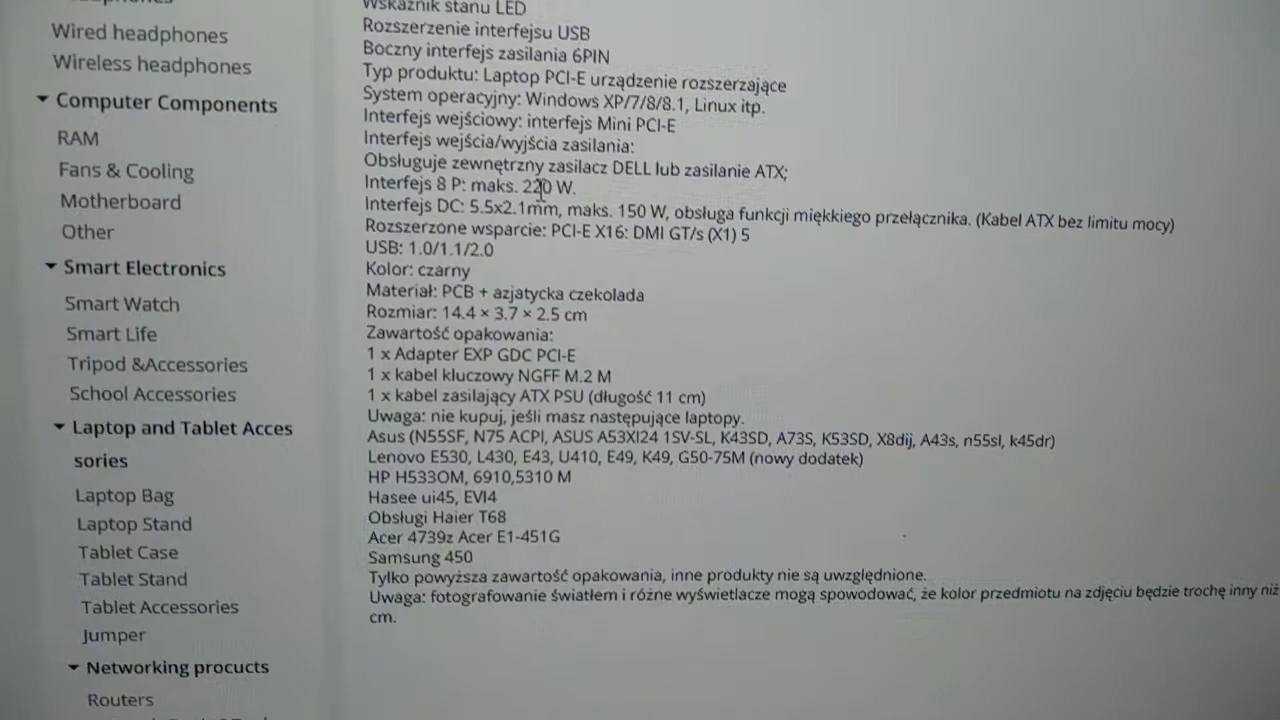 Wired headphones
Wireless headphones
Computer Components
RAM
Fans & Cooling
Motherboard
Other
Smart Electronics
Smart Watch
Smart Life
Tripod &Accessories
School Accessories
Laptop and Tablet Acces
sories
Laptop Bag
Laptop Stand
Tablet Case
Tablet Stand
Tablet Accessories
Jumper
Networking procucts
Routers
Wskaźnik stanu LED
Rozszerzenie interfejsu USB
Boczny interfejs zasilania 6PIN
Typ produktu: Laptop PCI-E urządzenie rozszerzające
System operacyjny: Windows XP/7/8/8.1, Linux itp.
Interfejs wejściowy: interfejs Mini PCI-E
Interfejs wejścia/wyjścia zasilania:
Obsługuje zewnętrzny zasilacz DELL lub zasilanie ATX;
Interfejs 8 P: maks. 220 W.
Interfejs DC: 5.5x2.1mm, maks. 150 W, obsługa funkcji miękkiego przełącznika. (Kabel ATX bez limitu mocy)
Rozszerzone wsparcie: PCI-E X16: DMI GT/s (X1) 5
USB: 1.0/1.1/2.0
Kolor: czarny
Materiał: PCB + azjatycka czekolada
Rozmiar: 14.4 × 3.7 × 2.5 cm
Zawartość opakowania:
1 x Adapter EXP GDC PCI-E
1 x kabel kluczowy NGFF M.2 M
1 x kabel zasilający ATX PSU (długość 11 cm)
Uwaga: nie kupuj, jeśli masz następujące laptopy.
Asus (N55SF, N75 ACPI, ASUS A53XI24 1SV-SL, K43SD, A73S, K53SD, X8dij, A43s, n55sl, k45dr)
Lenovo E530, L430, E43, U410, E49, K49, G50-75M (nowy dodatek)
HP H533OM, 6910,5310 M
Hasee ui45, EVI4
Obsługi Haier T68
Acer 4739z Acer E1-451G
Samsung 450
Tylko powyższa zawartość opakowania, inne produkty nie są uwzględnione.
Uwaga: fotografowanie światłem i różne wyświetlacze mogą spowodować, że kolor przedmiotu na zdjęciu będzie trochę inny niż
cm.